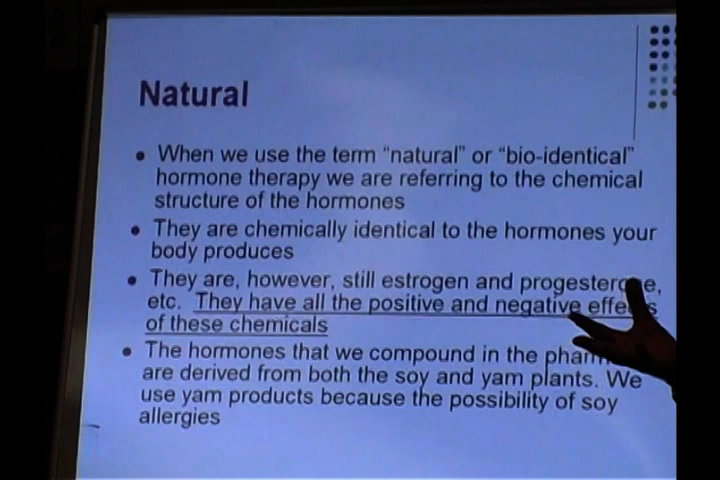 Natural
When we use the term "natural" or "bio-identical"
hormone therapy we are referring to the chemical
structure of the hormones
They are chemically identical to the hormones your
body produces
They are, however, still estrogen and progesterone,
etc. They have all the positive and negative effects
of these chemicals
The hormones that we compound in the
are derived from both the soy and yam plants. We
use yam products because the possibility of soy
allergies